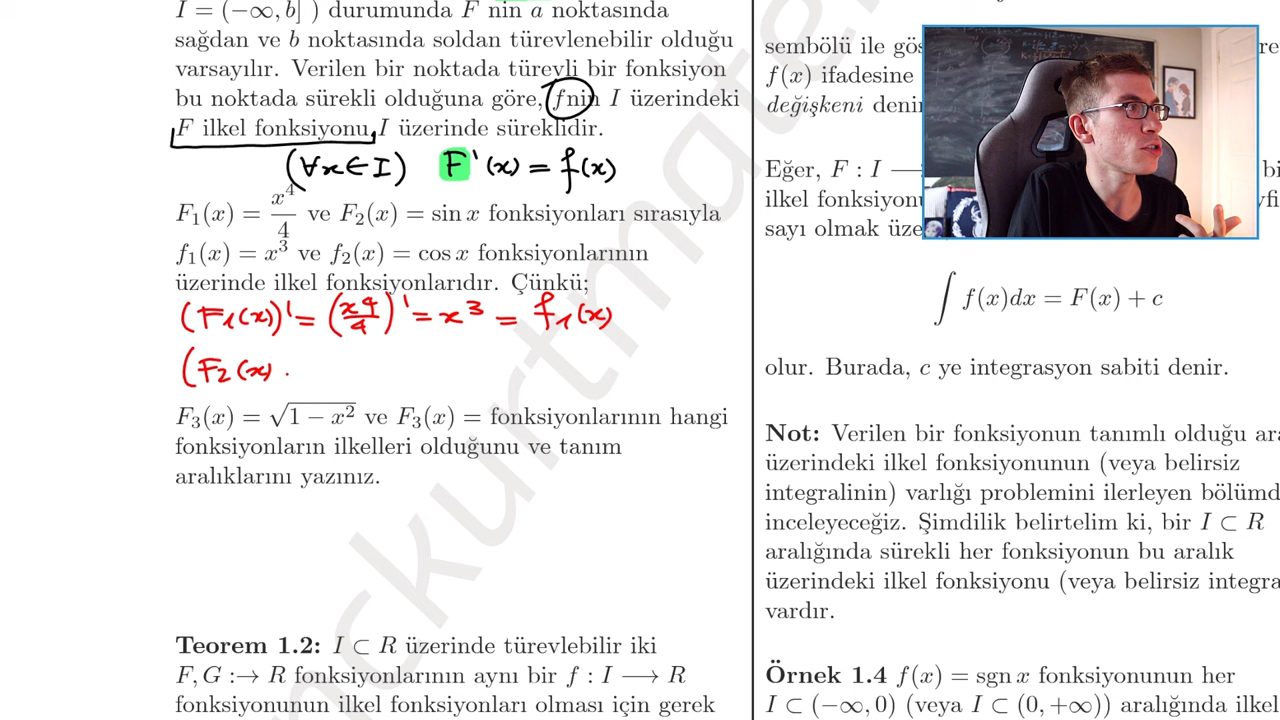 I = (−∞, b] ) durumunda F nin a noktasında
sağdan ve b noktasında soldan türevlenebilir olduğu
varsayılır. Verilen bir noktada türevli bir fonksiyon
bu noktada sürekli olduğuna göre, fnin I üzerindeki
F ilkel fonksiyonu I üzerinde süreklidir.
(∀x∈I) F'(x) = f(x)
F₁(x) = x⁴/4 ve F₂(x) = sin x fonksiyonları sırasıyla
f₁(x) = x³ ve f₂(x) = cos x fonksiyonlarının
üzerinde ilkel fonksiyonlarıdır. Çünkü;
(F₁(x))' = (x⁴/4)' = x³ = f₁(x)
(F₂(x)
F₃(x) = √(1 − x²) ve F₃(x) = fonksiyonlarının hangi
fonksiyonların ilkelleri olduğunu ve tanım
aralıklarını yazınız.
Teorem 1.2: I ⊂ R üzerinde türevlebilir iki
F, G :→ R fonksiyonlarının aynı bir f : I ⟶ R
fonksiyonunun ilkel fonksiyonları olması için gerek
sembölü ile gös
f(x) ifadesine
değişkeni denir
Eğer, F : I ⟶ bi
ilkel fonksiyonu
sayı olmak üze
∫ f(x)dx = F(x) + c
olur. Burada, c ye integrasyon sabiti denir.
Not: Verilen bir fonksiyonun tanımlı olduğu ara
üzerindeki ilkel fonksiyonunun (veya belirsiz
integralinin) varlığı problemini ilerleyen bölümd
inceleyeceğiz. Şimdilik belirtelim ki, bir I ⊂ R
aralığında sürekli her fonksiyonun bu aralık
üzerindeki ilkel fonksiyonu (veya belirsiz integra
vardır.
Örnek 1.4 f(x) = sgn x fonksiyonunun her
I ⊂ (−∞, 0) (veya I ⊂ (0, +∞)) aralığında ilkel